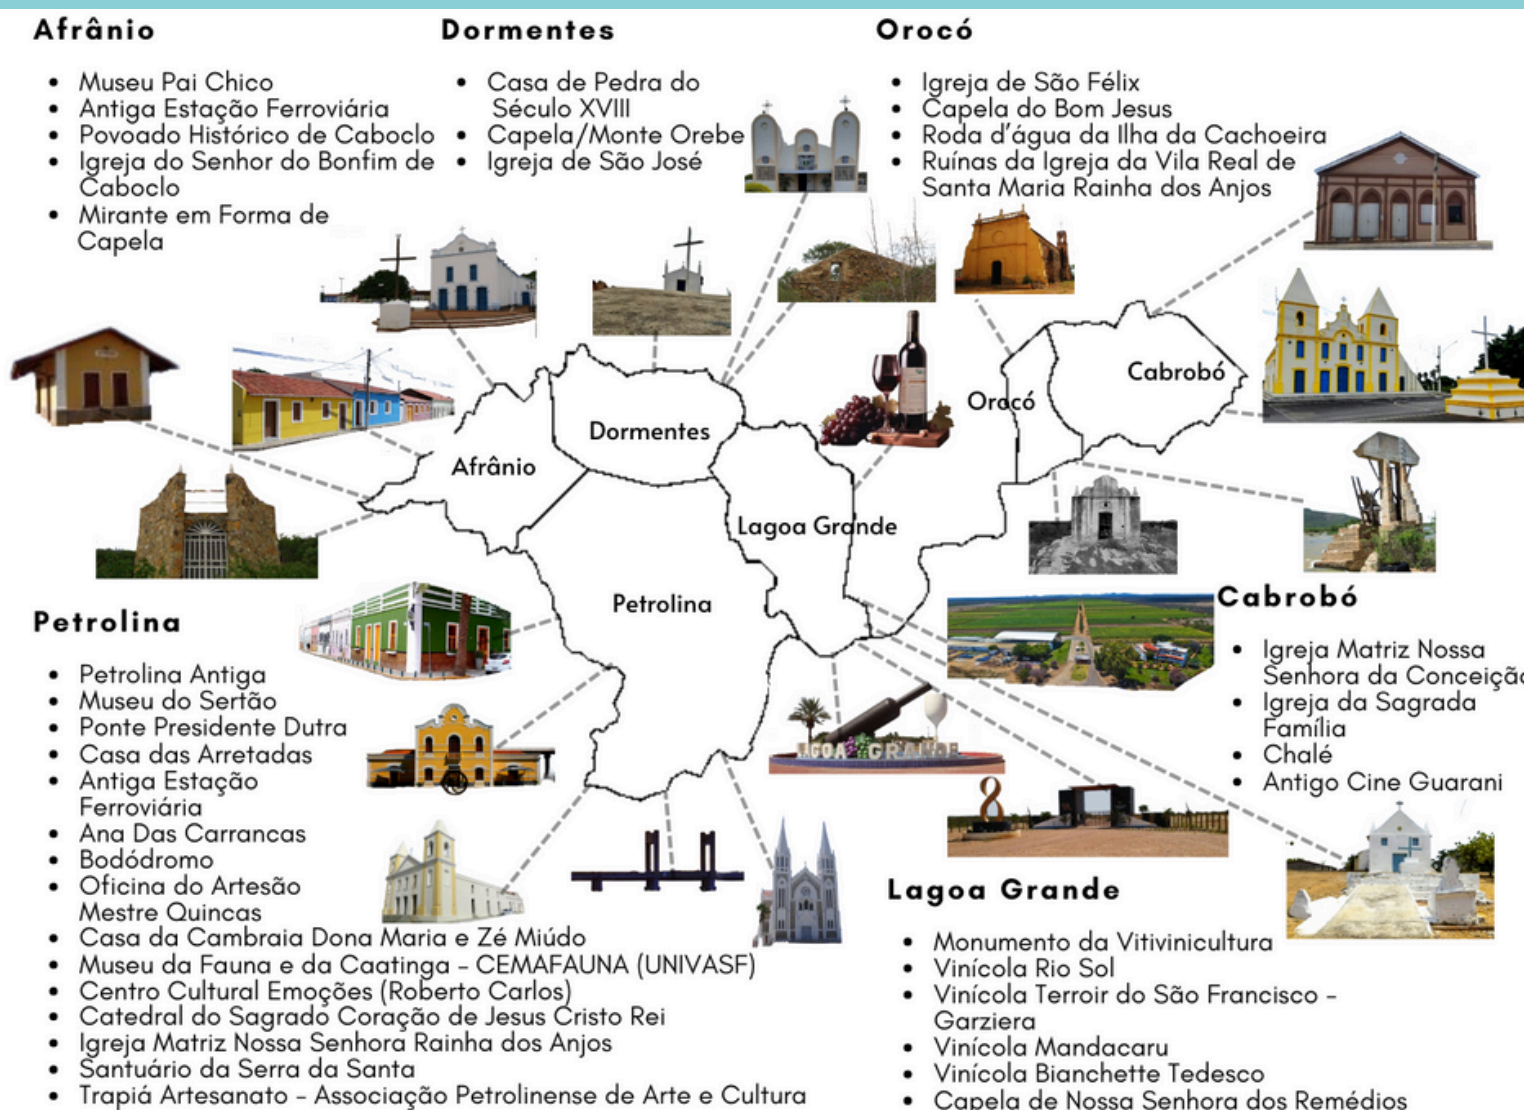 Afrânio
Museu Pai Chico
Antiga Estação Ferroviária
Povoado Histórico de Caboclo
Igreja do Senhor do Bonfim de
Caboclo
Mirante em Forma de
Capela
Dormentes
Casa de Pedra do
Século XVIII
Capela/Monte Orebe
Igreja de São José
Orocó
Igreja de São Félix
Capela do Bom Jesus
Roda d'água da Ilha da Cachoeira
Ruínas da Igreja da Vila Real de
Santa Maria Rainha dos Anjos
Cabrobó
Orocó
Dormentes
Afrânio
Lagoa Grande
Petrolina
LAGOA GRANDE
Petrolina
Petrolina Antiga
Museu do Sertão
Ponte Presidente Dutra
Casa das Arretadas
Antiga Estação
Ferroviária
Ana Das Carrancas
Bodódromo
Oficina do Artesão
Mestre Quincas
Casa da Cambraia Dona Maria e Zé Miúdo
Museu da Fauna e da Caatinga - CEMAFAUNA (UNIVASF)
Centro Cultural Emoções (Roberto Carlos)
Catedral do Sagrado Coração de Jesus Cristo Rei
Igreja Matriz Nossa Senhora Rainha dos Anjos
Santuário da Serra da Santa
Trapiá Artesanato - Associação Petrolinense de Arte e Cultura
Cabrobó
Igreja Matriz Nossa
Senhora da Conceição
Igreja da Sagrada
Família
Chalé
Antigo Cine Guarani
Lagoa Grande
Monumento da Vitivinicultura
Vinícola Rio Sol
Vinícola Terroir do São Francisco -
Garziera
Vinícola Mandacaru
Vinícola Bianchette Tedesco
Capela de Nossa Senhora dos Remédios